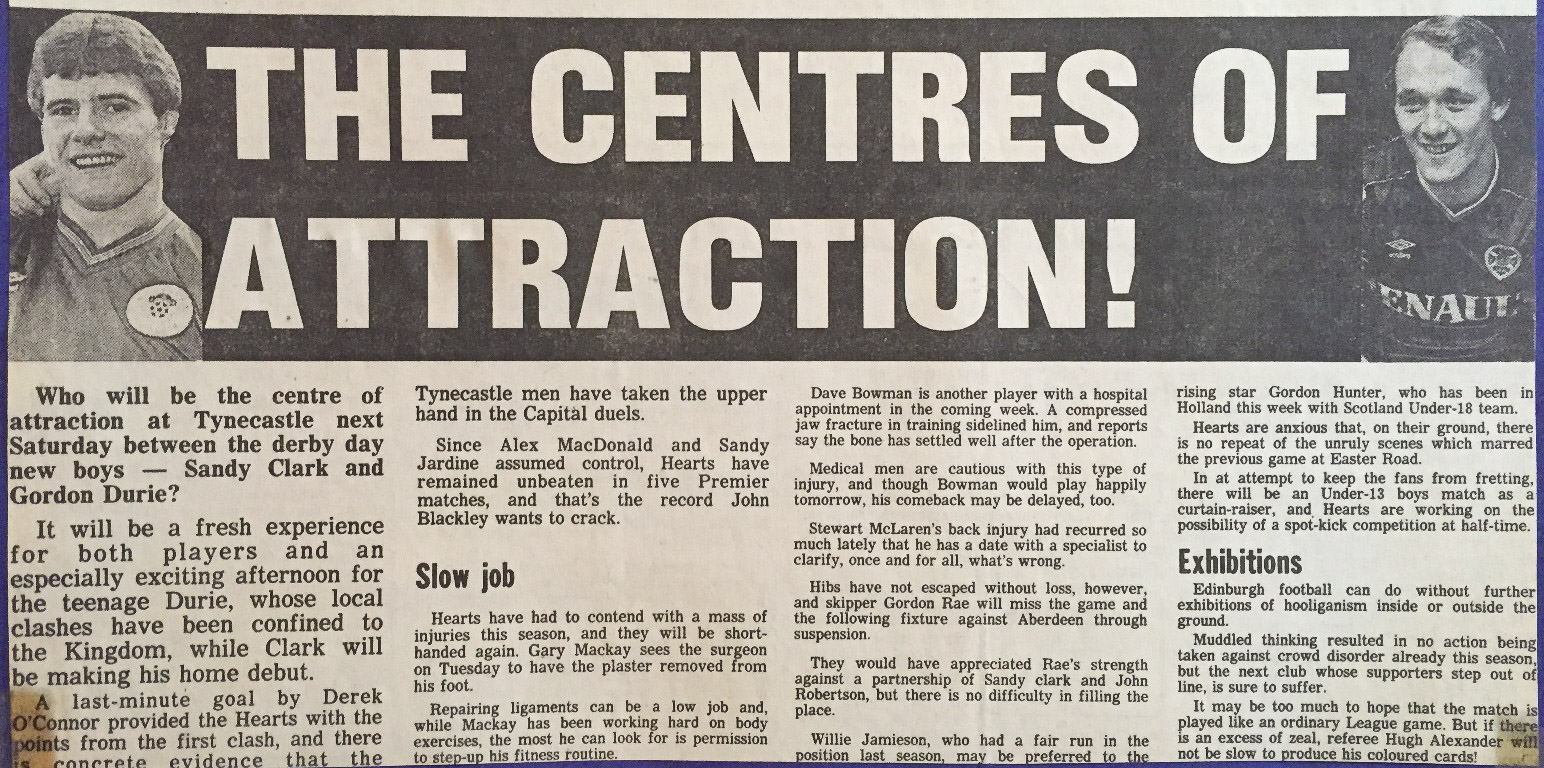 THE CENTRES OF
ATTRACTION!
ENAUL
Who will be the centre of
attraction at Tynecastle next
Saturday between the derby day
new boys — Sandy Clark and
Gordon Durie?
It will be a fresh experience
for both players and an
especially exciting afternoon for
the teenage Durie, whose local
clashes have been confined to
the Kingdom, while Clark will
be making his home debut.
A last-minute goal by Derek
O'Connor provided the Hearts with the
points from the first clash, and there
is concrete evidence that the
Tynecastle men have taken the upper
hand in the Capital duels.
Since Alex MacDonald and Sandy
Jardine assumed control, Hearts have
remained unbeaten in five Premier
matches, and that's the record John
Blackley wants to crack.
Slow job
Hearts have had to contend with a mass of
injuries this season, and they will be short-
handed again. Gary Mackay sees the surgeon
on Tuesday to have the plaster removed from
his foot.
Repairing ligaments can be a low job and,
while Mackay has been working hard on body
exercises, the most he can look for is permission
to step-up his fitness routine.
Dave Bowman is another player with a hospital
appointment in the coming week. A compressed
jaw fracture in training sidelined him, and reports
say the bone has settled well after the operation.
Medical men are cautious with this type of
injury, and though Bowman would play happily
tomorrow, his comeback may be delayed, too.
Stewart McLaren's back injury had recurred so
much lately that he has a date with a specialist to
clarify, once and for all, what's wrong.
Hibs have not escaped without loss, however,
and skipper Gordon Rae will miss the game and
the following fixture against Aberdeen through
suspension.
They would have appreciated Rae's strength
against a partnership of Sandy clark and John
Robertson, but there is no difficulty in filling the
place.
Willie Jamieson, who had a fair run in the
position last season, may be preferred to the
rising star Gordon Hunter, who has been in
Holland this week with Scotland Under-18 team.
Hearts are anxious that, on their ground, there
is no repeat of the unruly scenes which marred
the previous game at Easter Road.
In at attempt to keep the fans from fretting,
there will be an Under-13 boys match as a
curtain-raiser, and Hearts are working on the
possibility of a spot-kick competition at half-time.
Exhibitions
Edinburgh football can do without further
exhibitions of hooliganism inside or outside the
ground.
Muddled thinking resulted in no action being
taken against crowd disorder already this season,
but the next club whose supporters step out of
line, is sure to suffer.
It may be too much to hope that the match is
played like an ordinary League game. But if there
is an excess of zeal, referee Hugh Alexander will
not be slow to produce his coloured cards!